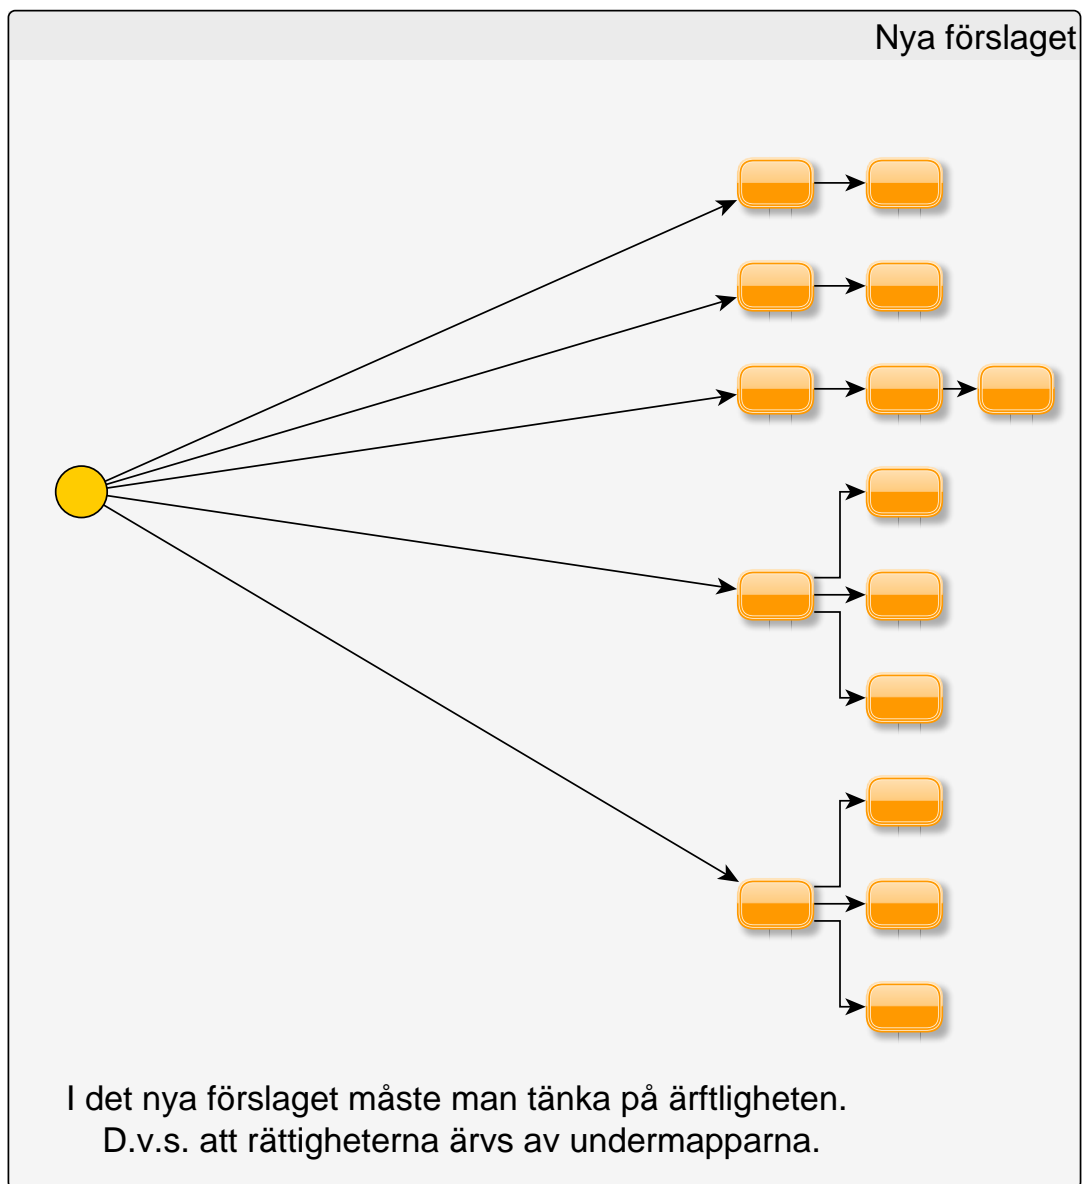 Nya förslaget
I det nya förslaget måste man tänka på ärftligheten.
D.v.s. att rättigheterna ärvs av undermapparna.